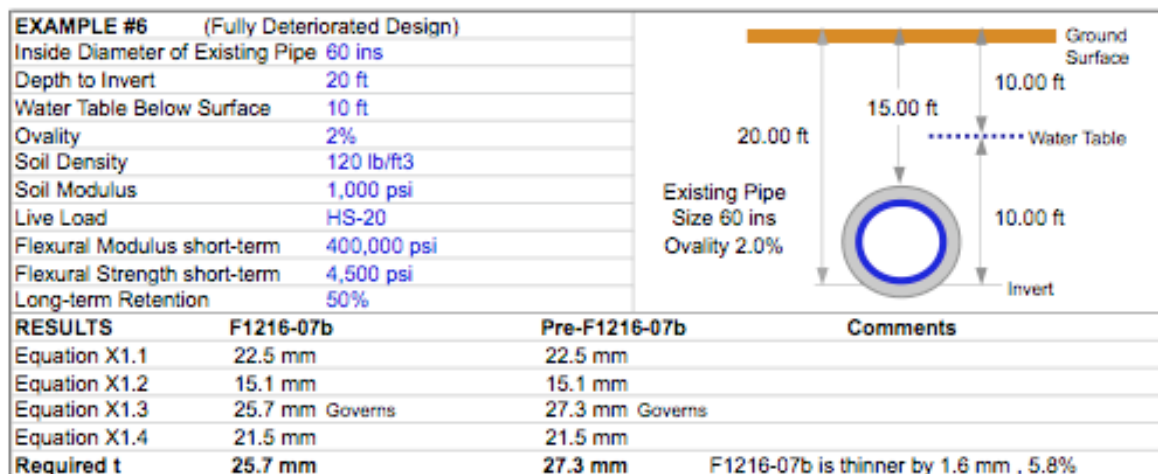 EXAMPLE #6 (Fully Deteriorated Design)
Inside Diameter of Existing Pipe 60 ins
Depth to Invert 20 ft
Water Table Below Surface 10 ft
Ovality 2%
Soil Density 120 lb/ft3
Soil Modulus 1,000 psi
Live Load HS-20
Flexural Modulus short-term 400,000 psi
Flexural Strength short-term 4,500 psi
Long-term Retention 50%
Ground
Surface
10.00 ft
15.00 ft
20.00 ft
Water Table
Existing Pipe
Size 60 ins
Ovality 2.0%
10.00 ft
Invert
RESULTS F1216-07b Pre-F1216-07b Comments
Equation X1.1 22.5 mm 22.5 mm
Equation X1.2 15.1 mm 15.1 mm
Equation X1.3 25.7 mm Governs 27.3 mm Governs
Equation X1.4 21.5 mm 21.5 mm
Required t 25.7 mm 27.3 mm F1216-07b is thinner by 1.6 mm , 5.8%